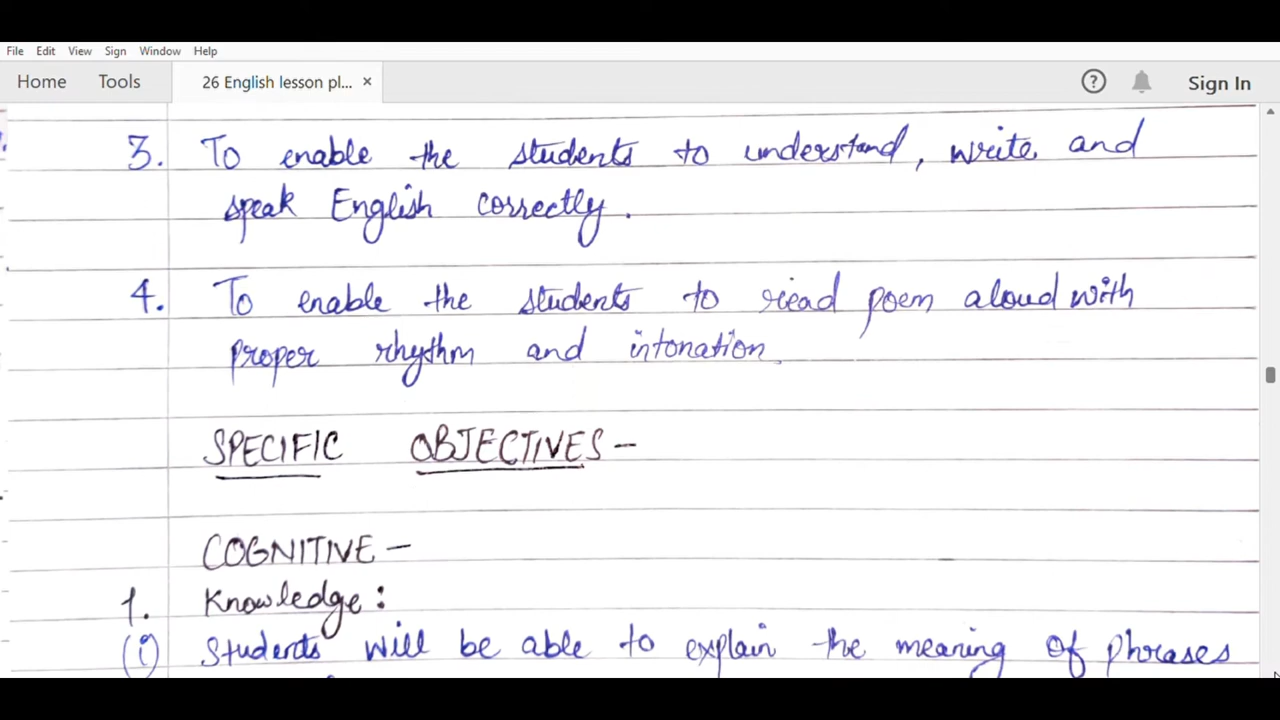 File Edit View Sign Window Help
Home Tools 26 English lesson pl... × Sign In
3. To enable the students to understand, write and
speak English correctly.
4. To enable the students to read poem aloud with
proper rhythm and intonation.
SPECIFIC OBJECTIVES –
COGNITIVE –
1. Knowledge :
(i) Students will be able to explain the meaning of phrases